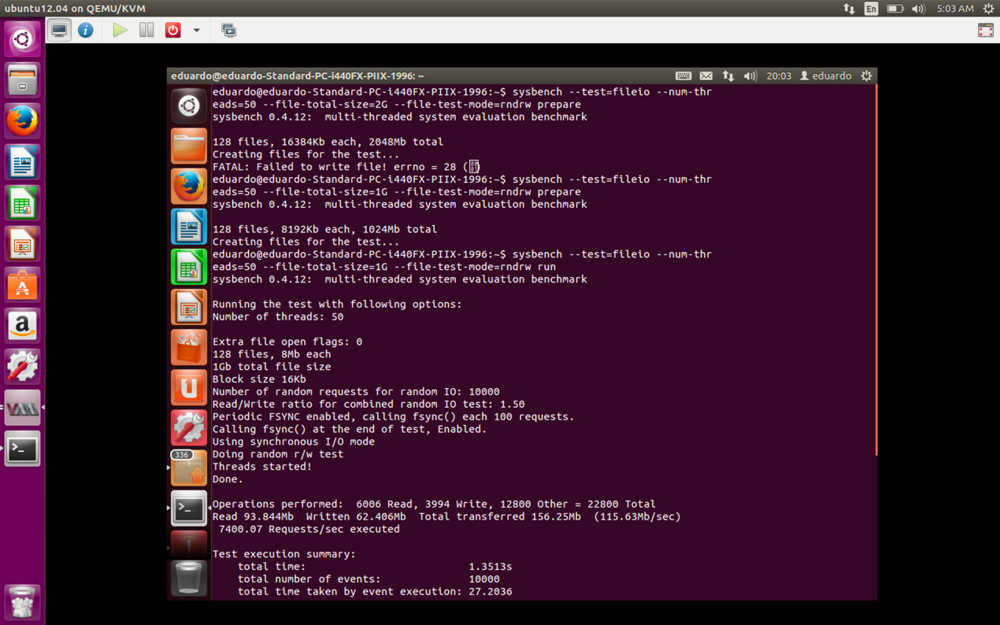 ubuntu12.04 on QEMU/KVM
En
5:03 AM
eduardo@eduardo-Standard-PC-i440FX-PIIX-1996: ~
20:03
eduardo
eduardo@eduardo-Standard-PC-i440FX-PIIX-1996:~$ sysbench --test=fileio --num-thr
eads=50 --file-total-size=2G --file-test-mode=rndrw prepare
sysbench 0.4.12:  multi-threaded system evaluation benchmark
128 files, 16384Kb each, 2048Mb total
Creating files for the test...
FATAL: Failed to write file! errno = 28 ()
eduardo@eduardo-Standard-PC-i440FX-PIIX-1996:~$ sysbench --test=fileio --num-thr
eads=50 --file-total-size=1G --file-test-mode=rndrw prepare
sysbench 0.4.12:  multi-threaded system evaluation benchmark
128 files, 8192Kb each, 1024Mb total
Creating files for the test...
eduardo@eduardo-Standard-PC-i440FX-PIIX-1996:~$ sysbench --test=fileio --num-thr
eads=50 --file-total-size=1G --file-test-mode=rndrw run
sysbench 0.4.12:  multi-threaded system evaluation benchmark
Running the test with following options:
Number of threads: 50
Extra file open flags: 0
128 files, 8Mb each
1Gb total file size
Block size 16Kb
Number of random requests for random IO: 10000
Read/Write ratio for combined random IO test: 1.50
Periodic FSYNC enabled, calling fsync() each 100 requests.
Calling fsync() at the end of test, Enabled.
Using synchronous I/O mode
Doing random r/w test
336
Threads started!
Done.
Operations performed:  6006 Read, 3994 Write, 12800 Other = 22800 Total
Read 93.844Mb  Written 62.406Mb  Total transferred 156.25Mb  (115.63Mb/sec)
 7400.07 Requests/sec executed
Test execution summary:
    total time:                          1.3513s
    total number of events:              10000
    total time taken by event execution: 27.2036